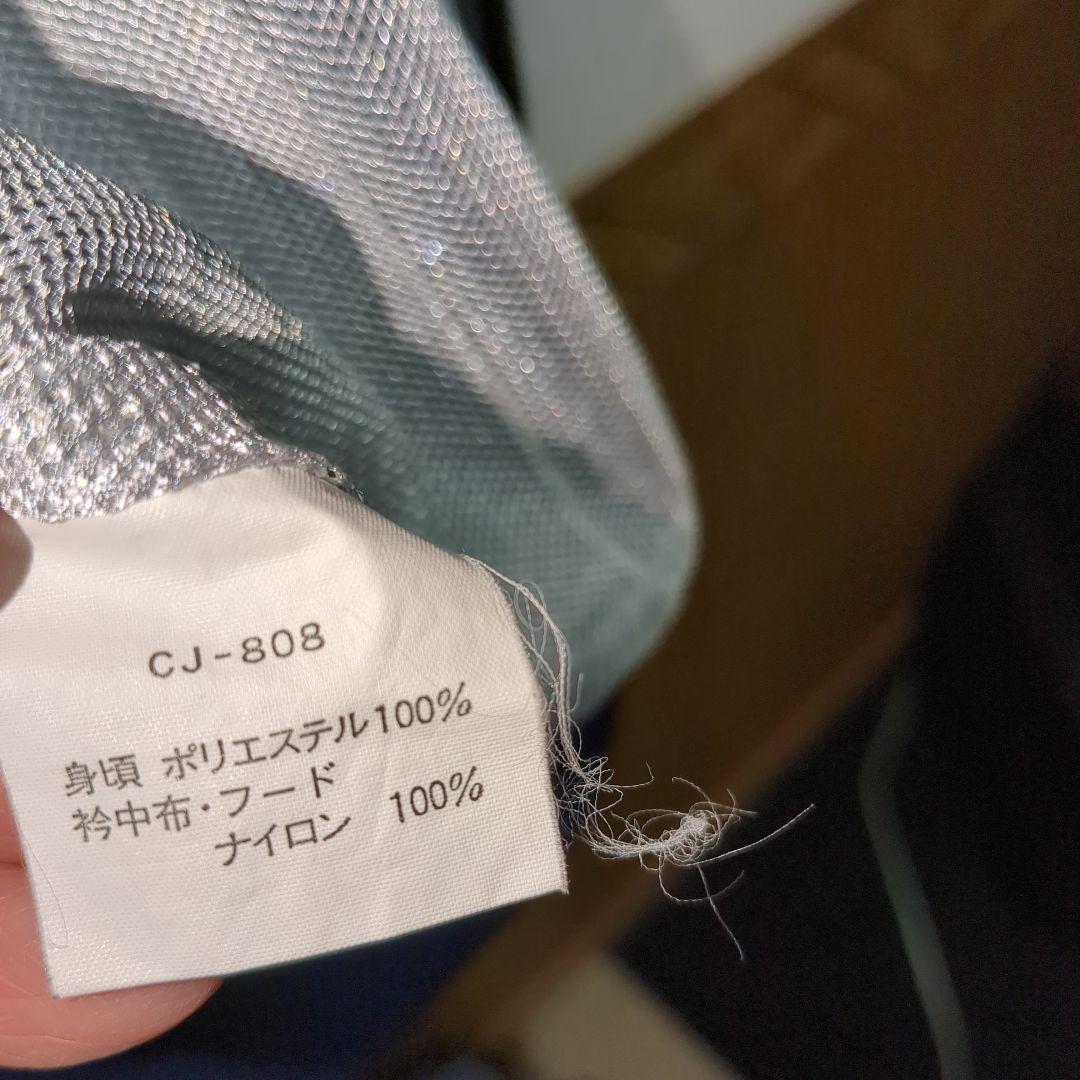 CJ-808
身頃 ポリエステル100%
衿中布・フード
ナイロン 100%